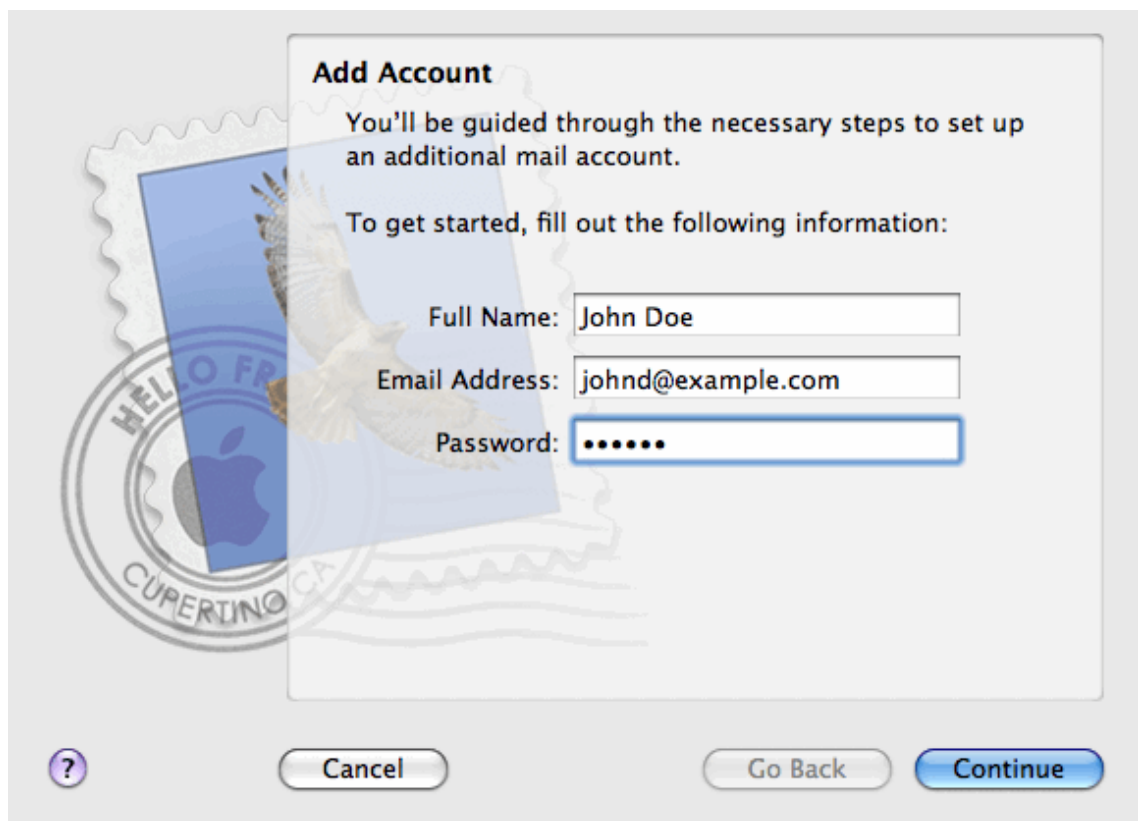 Add Account
You'll be guided through the necessary steps to set up
an additional mail account.
To get started, fill out the following information:
Full Name: John Doe
Email Address: johnd@example.com
Password: ••••••
HELLO FR
CUPERTINO CA
? Cancel Go Back Continue